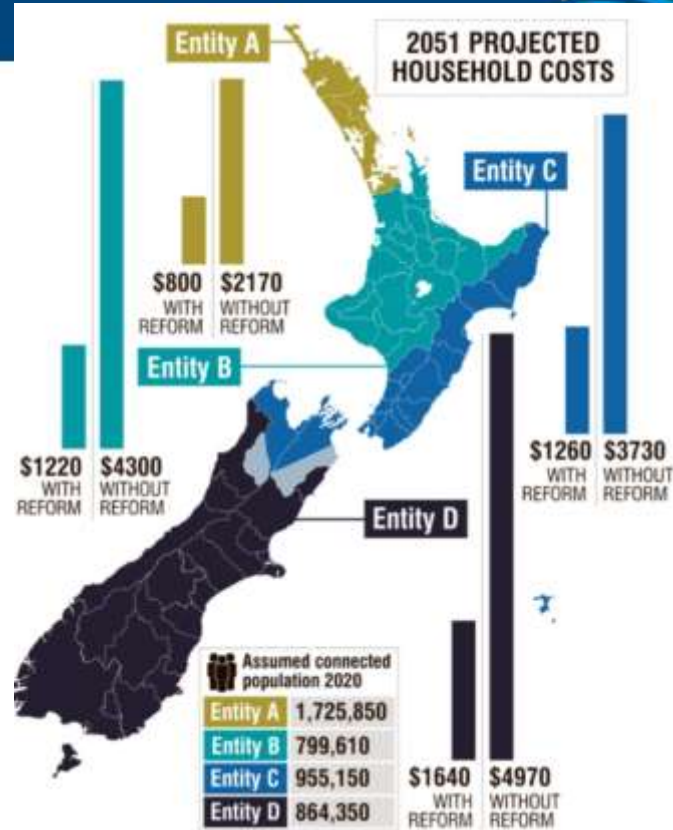 Entity A
2051 PROJECTED
HOUSEHOLD COSTS
Entity C
$800
WITH
REFORM
$2170
WITHOUT
REFORM
Entity B
$1220
WITH
REFORM
$4300
WITHOUT
REFORM
$1260
WITH
REFORM
$3730
WITHOUT
REFORM
Entity D
Assumed connected
population 2020
Entity A 1,725,850
Entity B 799,610
Entity C 955,150
Entity D 864,350
$1640
WITH
REFORM
$4970
WITHOUT
REFORM